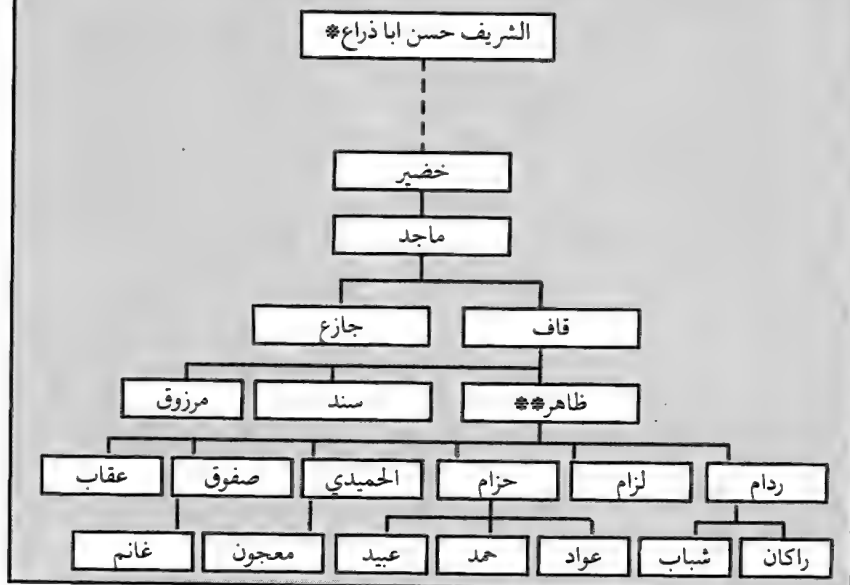 الشريف حسن ابا ذراع*
خضير
ماجد
قاف
جازع
ظاهر**
سند
مرزوق
ردام
لزام
حزام
الحميدي
صفوق
عقاب
راكان
شباب
عواد
حمد
عبيد
معجون
غانم